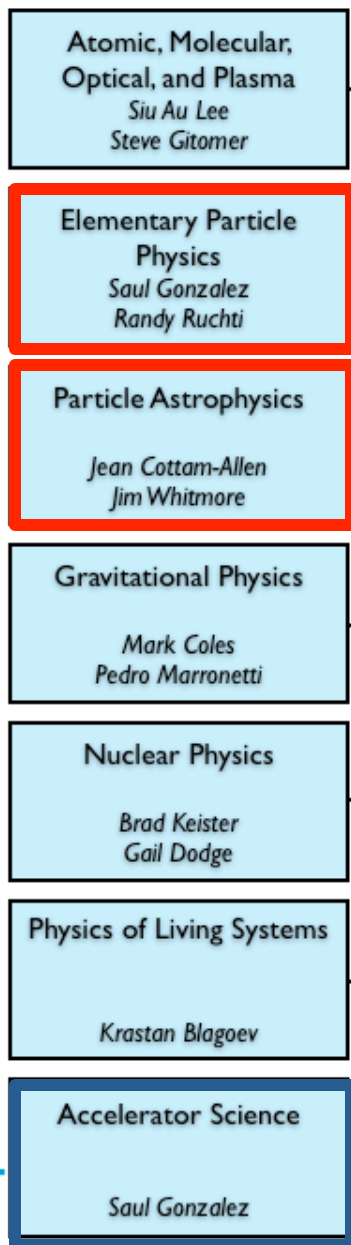 Atomic, Molecular,
Optical, and Plasma
Siu Au Lee
Steve Gitomer
Elementary Particle
Physics
Saul Gonzalez
Randy Ruchti
Particle Astrophysics
Jean Cottam-Allen
Jim Whitmore
Gravitational Physics
Mark Coles
Pedro Marronetti
Nuclear Physics
Brad Keister
Gail Dodge
Physics of Living Systems
Krastan Blagoev
Accelerator Science
Saul Gonzalez